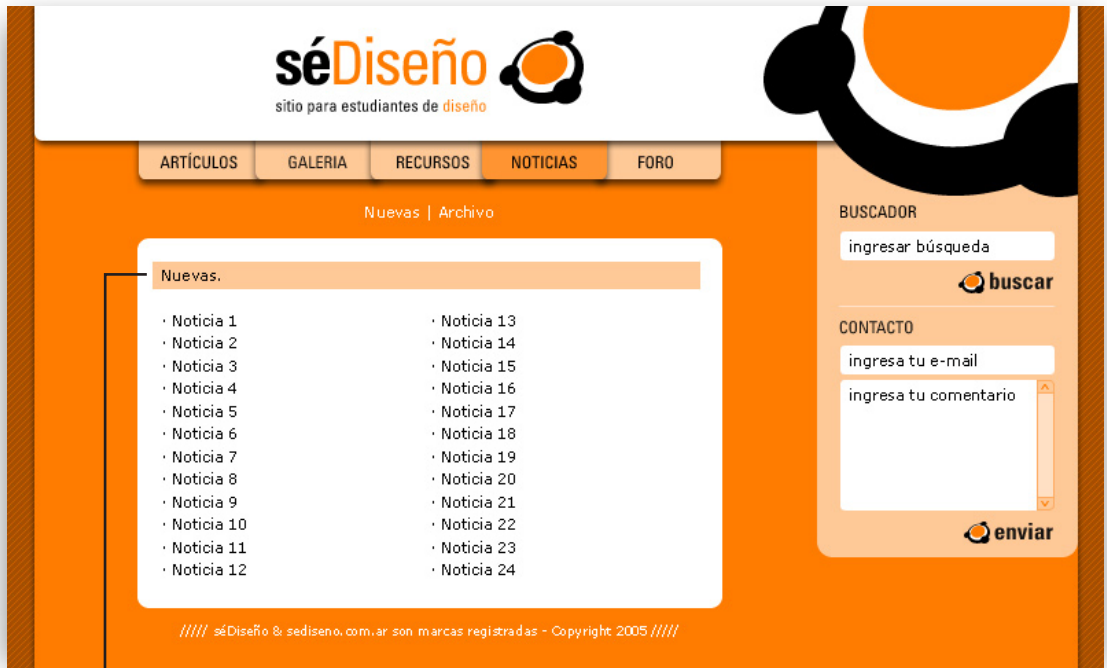 séDiseño
sitio para estudiantes de diseño
ARTÍCULOS
GALERIA
RECURSOS
NOTICIAS
FORO
Nuevas | Archivo
Nuevas.
· Noticia 1
· Noticia 2
· Noticia 3
· Noticia 4
· Noticia 5
· Noticia 6
· Noticia 7
· Noticia 8
· Noticia 9
· Noticia 10
· Noticia 11
· Noticia 12
· Noticia 13
· Noticia 14
· Noticia 15
· Noticia 16
· Noticia 17
· Noticia 18
· Noticia 19
· Noticia 20
· Noticia 21
· Noticia 22
· Noticia 23
· Noticia 24
BUSCADOR
ingresar búsqueda
buscar
CONTACTO
ingresa tu e-mail
ingresa tu comentario
enviar
///// séDiseño & sediseno.com.ar son marcas registradas - Copyright 2005 /////